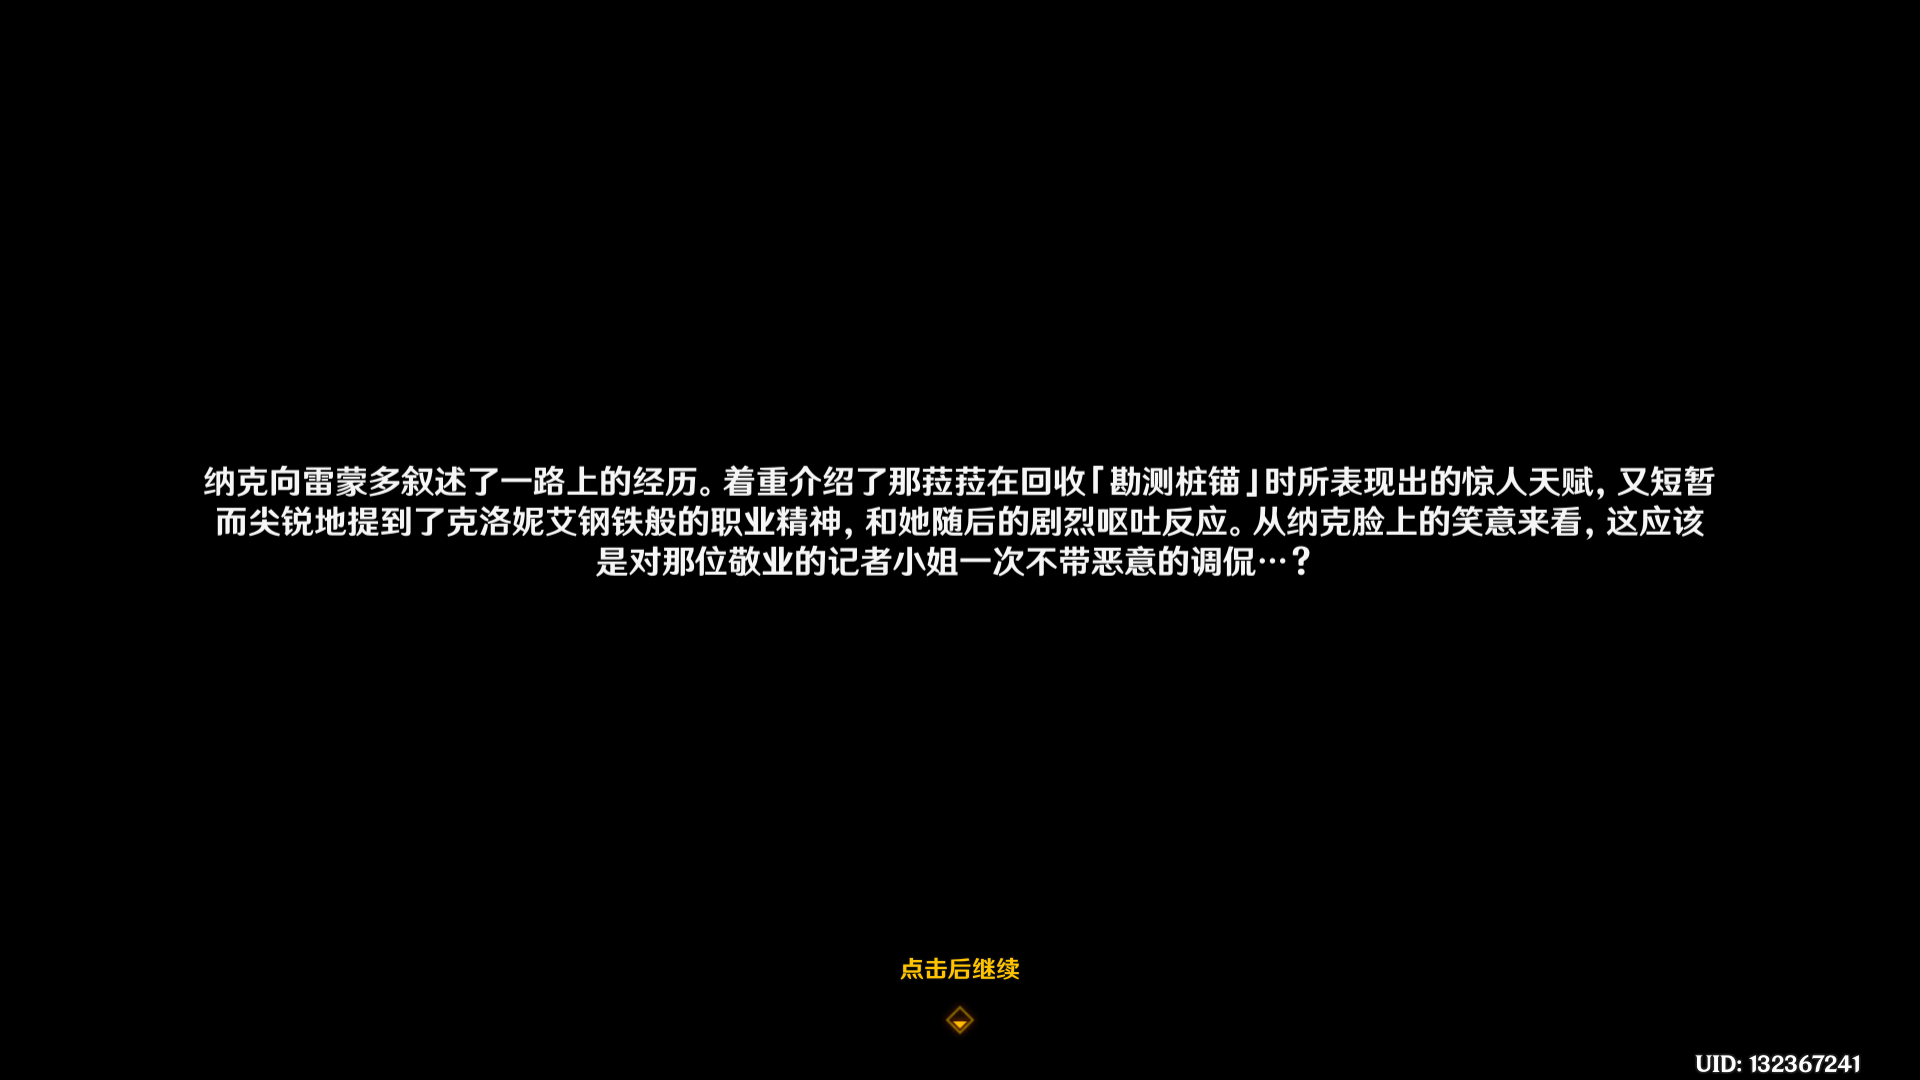 纳克向雷蒙多叙述了一路上的经历。着重介绍了那菈菈在回收「勘测桩锚」时所表现出的惊人天赋，又短暂
而尖锐地提到了克洛妮艾钢铁般的职业精神，和她随后的剧烈呕吐反应。从纳克脸上的笑意来看，这应该
是对那位敬业的记者小姐一次不带恶意的调侃…？
点击后继续
UID: 132367241